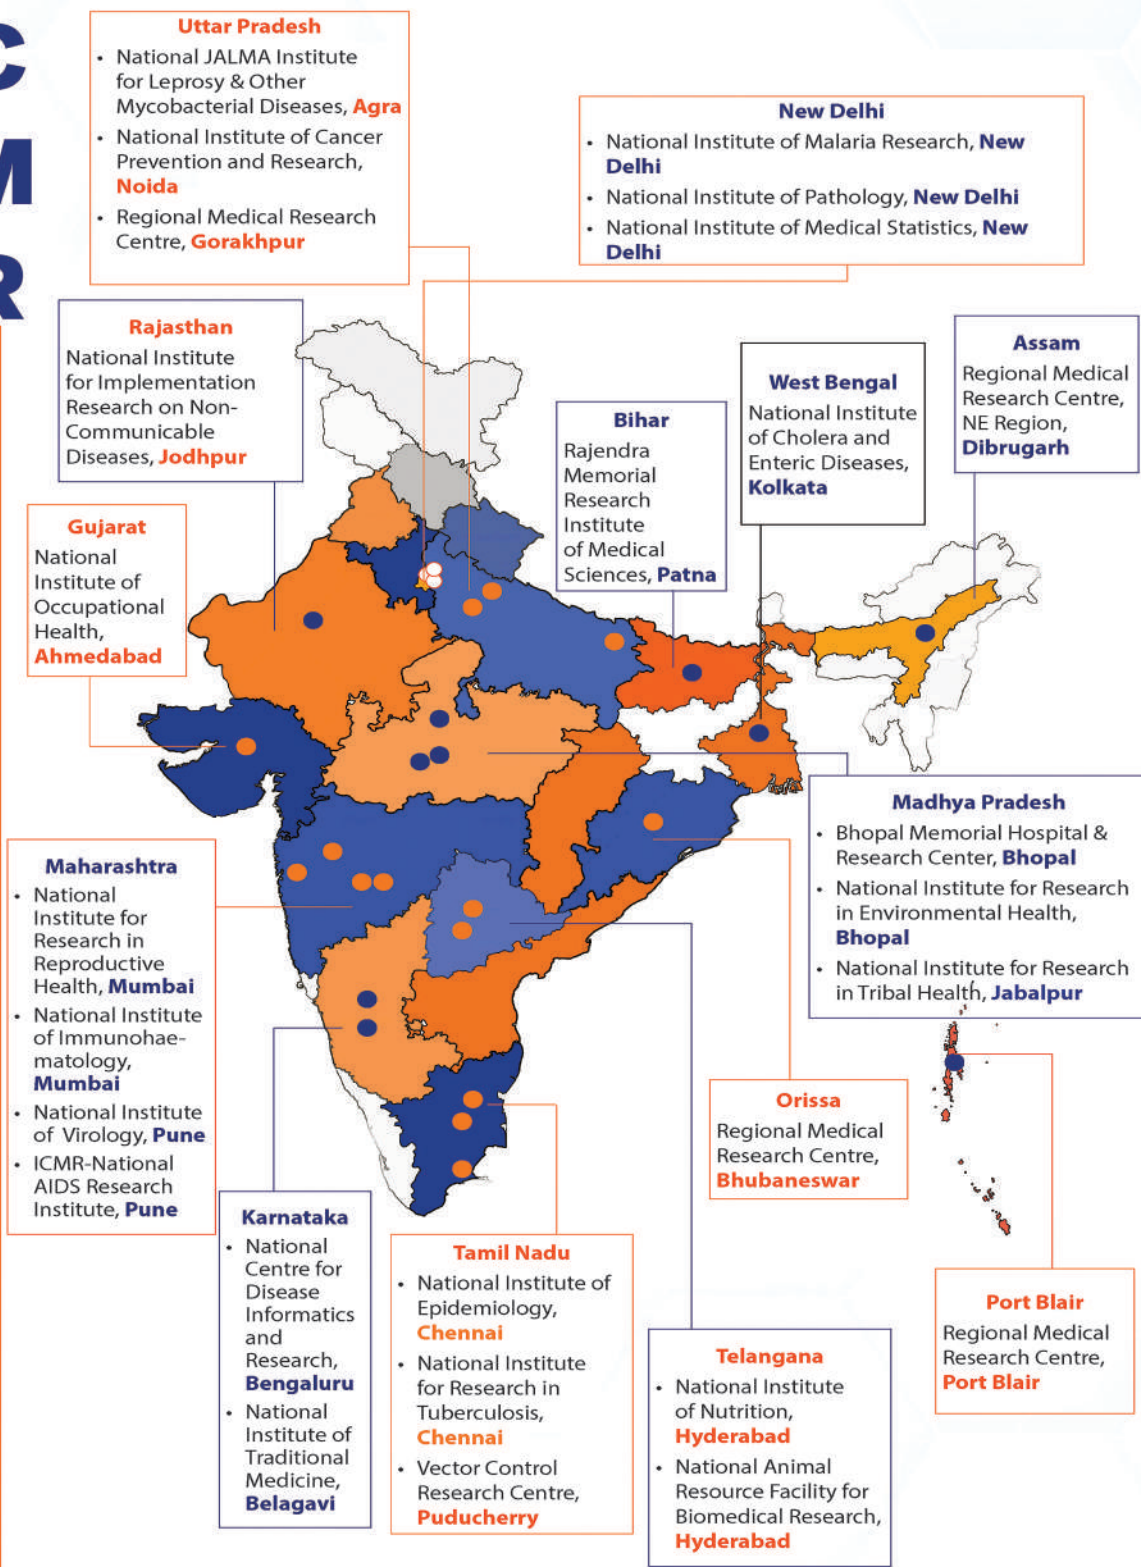 C
M
R
Uttar Pradesh
• National JALMA Institute
for Leprosy & Other
Mycobacterial Diseases, Agra
• National Institute of Cancer
Prevention and Research,
Noida
• Regional Medical Research
Centre, Gorakhpur
New Delhi
• National Institute of Malaria Research, New
Delhi
• National Institute of Pathology, New Delhi
• National Institute of Medical Statistics, New
Delhi
Rajasthan
National Institute
for Implementation
Research on Non-
Communicable
Diseases, Jodhpur
Assam
Regional Medical
Research Centre,
NE Region,
Dibrugarh
West Bengal
National Institute
of Cholera and
Enteric Diseases,
Kolkata
Bihar
Rajendra
Memorial
Research
Institute
of Medical
Sciences, Patna
Gujarat
National
Institute of
Occupational
Health,
Ahmedabad
Madhya Pradesh
• Bhopal Memorial Hospital &
Research Center, Bhopal
• National Institute for Research
in Environmental Health,
Bhopal
• National Institute for Research
in Tribal Health, Jabalpur
Maharashtra
• National
Institute for
Research in
Reproductive
Health, Mumbai
• National Institute
of Immunohae-
matology,
Mumbai
• National Institute
of Virology, Pune
• ICMR-National
AIDS Research
Institute, Pune
Orissa
Regional Medical
Research Centre,
Bhubaneswar
Karnataka
• National
Centre for
Disease
Informatics
and
Research,
Bengaluru
• National
Institute of
Traditional
Medicine,
Belagavi
Tamil Nadu
• National Institute of
Epidemiology,
Chennai
• National Institute
for Research in
Tuberculosis,
Chennai
• Vector Control
Research Centre,
Puducherry
Telangana
• National Institute
of Nutrition,
Hyderabad
• National Animal
Resource Facility for
Biomedical Research,
Hyderabad
Port Blair
Regional Medical
Research Centre,
Port Blair